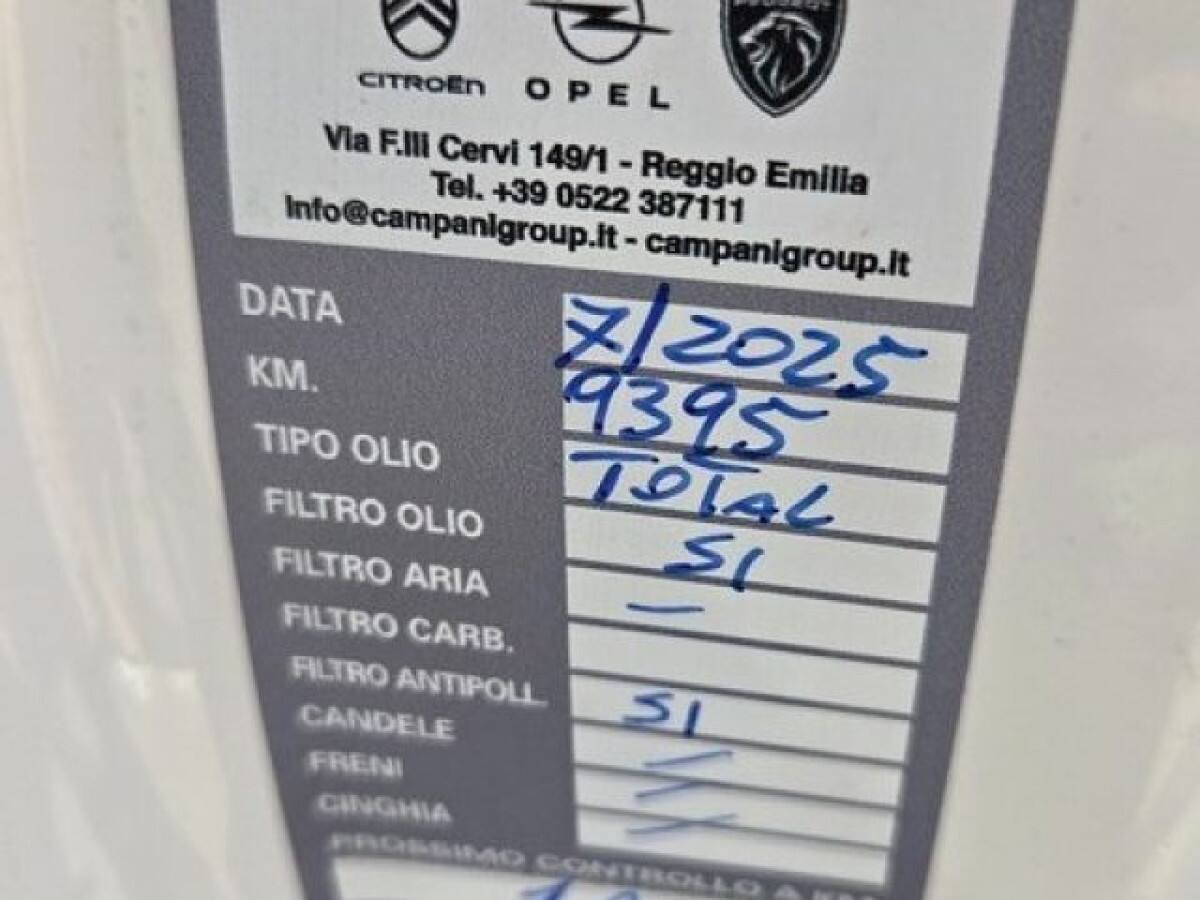 CITROËN OPEL
Via F.lli Cervi 149/1 - Reggio Emilia
Tel. +39 0522 387111
Info@campanigroup.it - campanigroup.it
DATA 7/2025
KM. 9395
TIPO OLIO TOTAL
FILTRO OLIO SI
FILTRO ARIA —
FILTRO CARB.
FILTRO ANTIPOLL. SI
CANDELE —
FRENI —
CINGHIA —
PROSSIMO CONTROLLO A KM